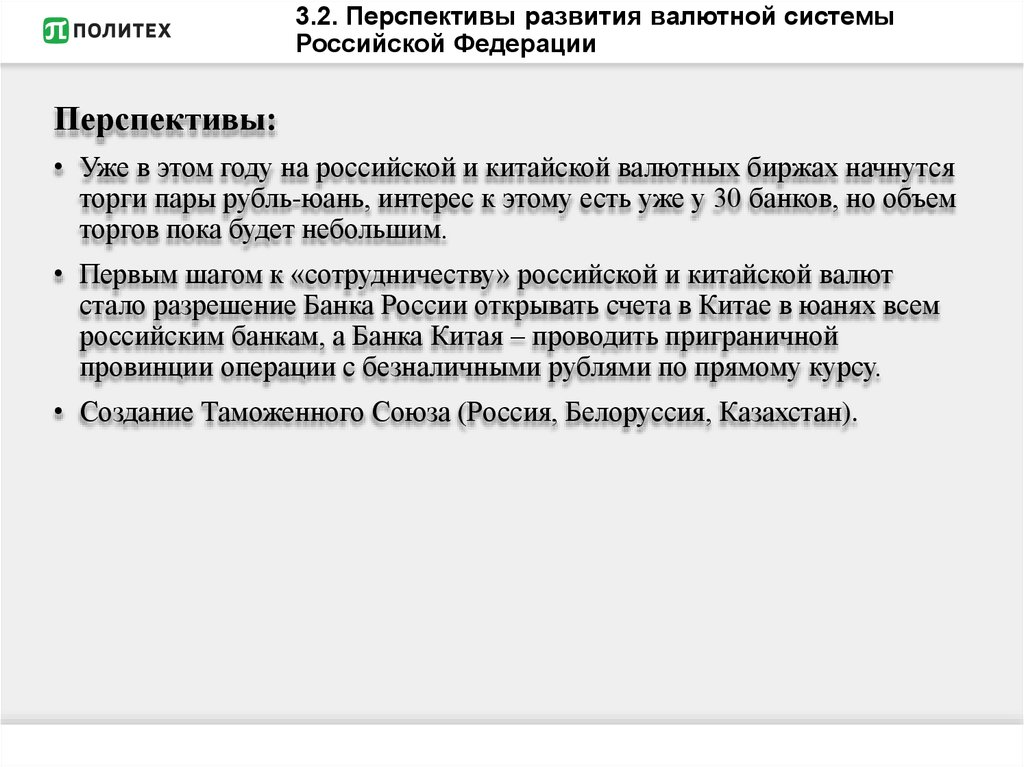 ПОЛИТЕХ
3.2. Перспективы развития валютной системы
Российской Федерации
Перспективы:
• Уже в этом году на российской и китайской валютных биржах начнутся
торги пары рубль-юань, интерес к этому есть уже у 30 банков, но объем
торгов пока будет небольшим.
• Первым шагом к «сотрудничеству» российской и китайской валют
стало разрешение Банка России открывать счета в Китае в юанях всем
российским банкам, а Банка Китая – проводить приграничной
провинции операции с безналичными рублями по прямому курсу.
• Создание Таможенного Союза (Россия, Белоруссия, Казахстан).